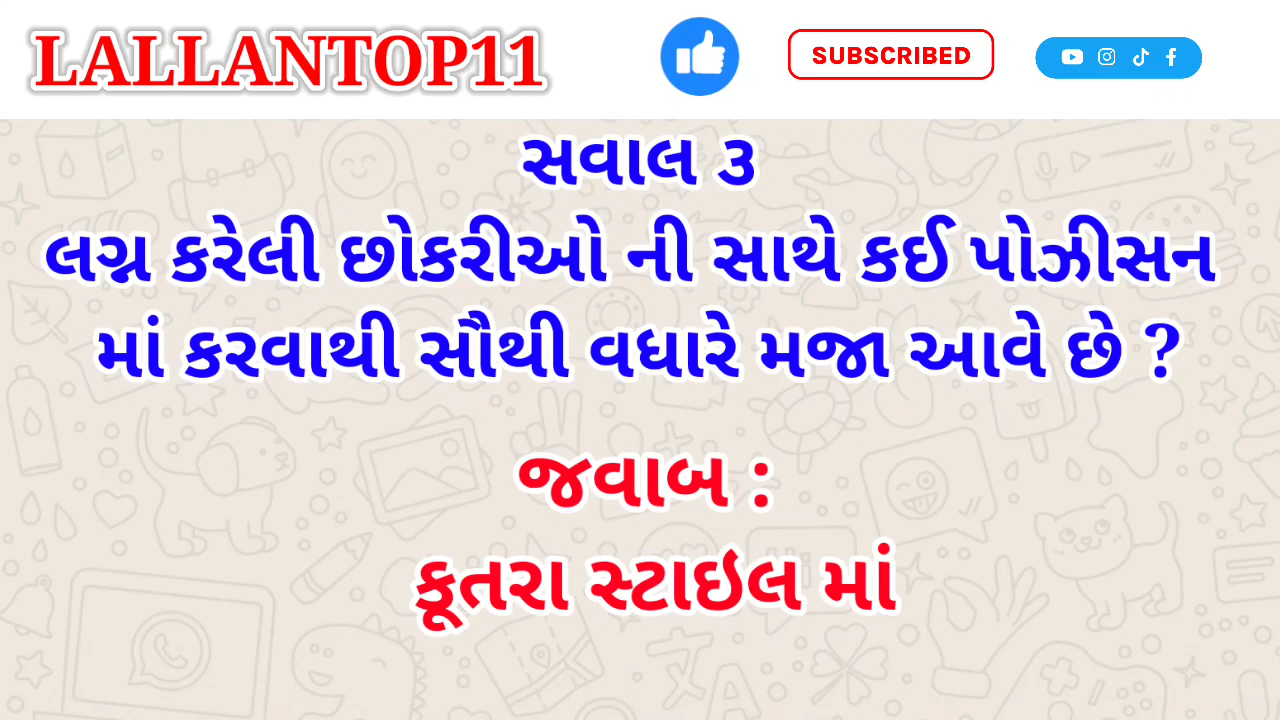 LALLANTOP11
SUBSCRIBED
સવાલ ૩
લગ્ન કરેલી છોકરીઓ ની સાથે કઈ પોઝીસન
માં કરવાથી સૌથી વધારે મજા આવે છે ?
જવાબ :
કૂતરા સ્ટાઇલ માં